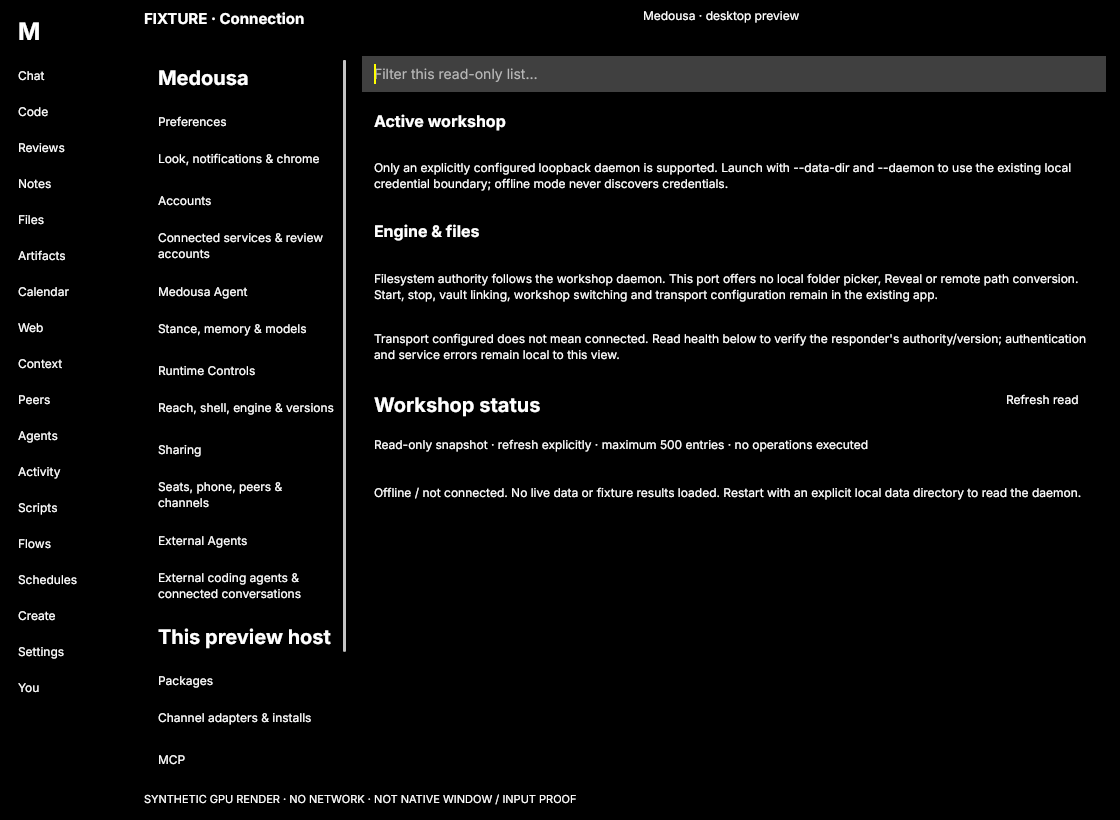 M
FIXTURE · Connection
Medousa · desktop preview
Chat
Code
Reviews
Notes
Files
Artifacts
Calendar
Web
Context
Peers
Agents
Activity
Scripts
Flows
Schedules
Create
Settings
You
Medousa
Preferences
Look, notifications & chrome
Accounts
Connected services & review
accounts
Medousa Agent
Stance, memory & models
Runtime Controls
Reach, shell, engine & versions
Sharing
Seats, phone, peers &
channels
External Agents
External coding agents &
connected conversations
This preview host
Packages
Channel adapters & installs
MCP
Filter this read-only list...
Active workshop
Only an explicitly configured loopback daemon is supported. Launch with --data-dir and --daemon to use the existing local
credential boundary; offline mode never discovers credentials.
Engine & files
Filesystem authority follows the workshop daemon. This port offers no local folder picker, Reveal or remote path conversion.
Start, stop, vault linking, workshop switching and transport configuration remain in the existing app.
Transport configured does not mean connected. Read health below to verify the responder's authority/version; authentication
and service errors remain local to this view.
Workshop status
Refresh read
Read-only snapshot · refresh explicitly · maximum 500 entries · no operations executed
Offline / not connected. No live data or fixture results loaded. Restart with an explicit local data directory to read the daemon.
SYNTHETIC GPU RENDER · NO NETWORK · NOT NATIVE WINDOW / INPUT PROOF